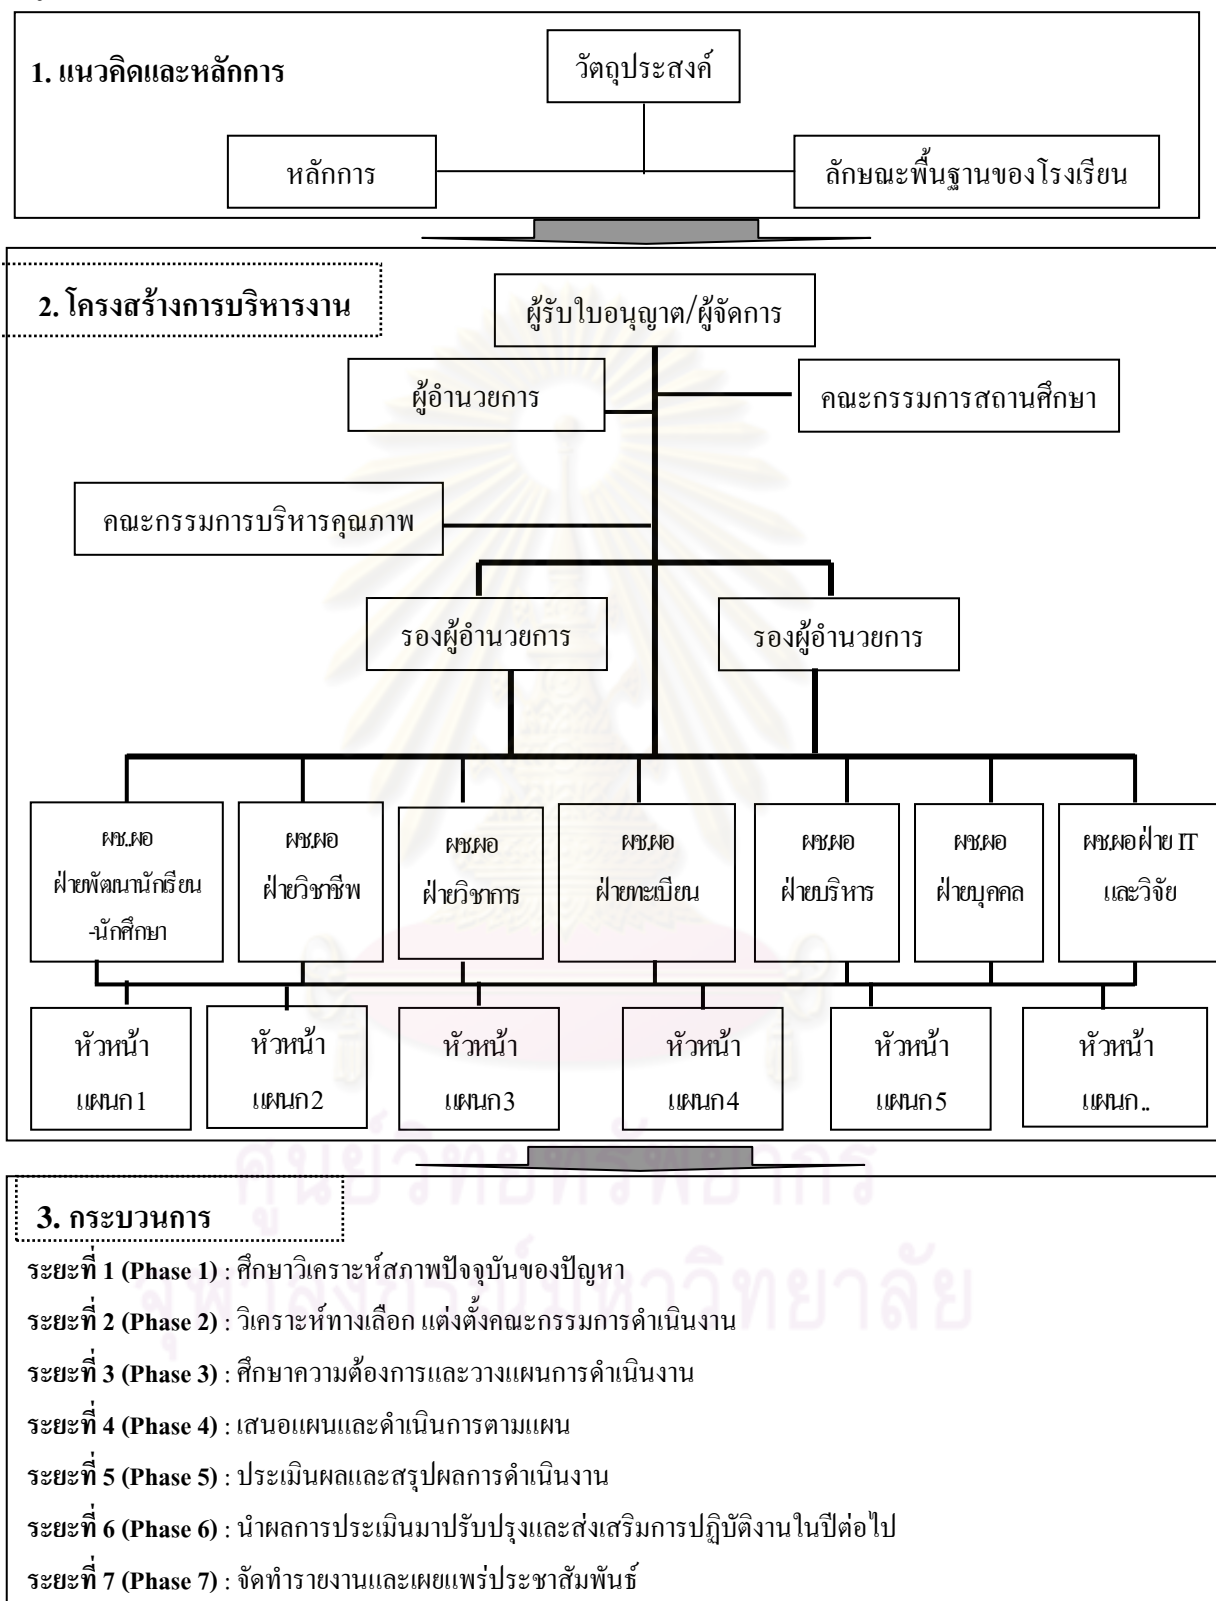 1. แนวคิดและหลักการ
วัตถุประสงค์
หลักการ
ลักษณะพื้นฐานของโรงเรียน
2. โครงสร้างการบริหารงาน
ผู้รับใบอนุญาต/ผู้จัดการ
ผู้อำนวยการ
คณะกรรมการสถานศึกษา
คณะกรรมการบริหารคุณภาพ
รองผู้อำนวยการ
รองผู้อำนวยการ
ผช..ผอ
ฝ่ายพัฒนานักเรียน
-นักศึกษา
ผช.ผอ
ฝ่ายวิชาชีพ
ผช.ผอ
ฝ่ายวิชาการ
ผช.ผอ
ฝ่ายทะเบียน
ผช.ผอ
ฝ่ายบริหาร
ผช.ผอ
ฝ่ายบุคคล
ผช.ผอ ฝ่าย IT
และวิจัย
หัวหน้า
แผนก 1
หัวหน้า
แผนก 2
หัวหน้า
แผนก 3
หัวหน้า
แผนก 4
หัวหน้า
แผนก 5
หัวหน้า
แผนก ..
ศูนย์วิทยทรัพยากร
จุฬาลงกรณ์มหาวิทยาลัย
3. กระบวนการ
ระยะที่ 1 (Phase 1) : ศึกษาวิเคราะห์สภาพปัจจุบันของปัญหา
ระยะที่ 2 (Phase 2) : วิเคราะห์ทางเลือก แต่งตั้งคณะกรรมการดำเนินงาน
ระยะที่ 3 (Phase 3) : ศึกษาความต้องการและวางแผนการดำเนินงาน
ระยะที่ 4 (Phase 4) : เสนอแผนและดำเนินการตามแผน
ระยะที่ 5 (Phase 5) : ประเมินผลและสรุปผลการดำเนินงาน
ระยะที่ 6 (Phase 6) : นำผลการประเมินมาปรับปรุงและส่งเสริมการปฏิบัติงานในปีต่อไป
ระยะที่ 7 (Phase 7) : จัดทำรายงานและเผยแพร่ประชาสัมพันธ์